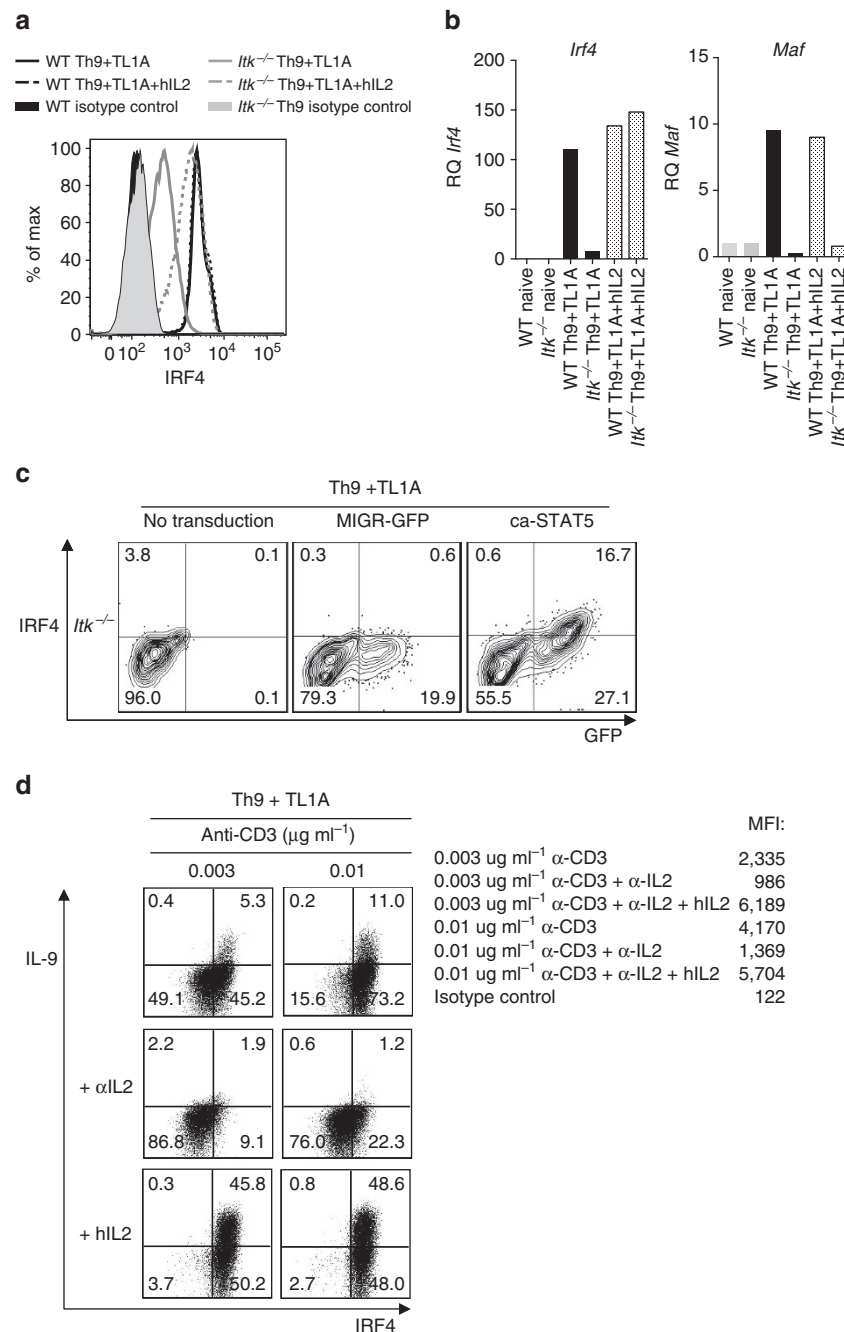 a
WT Th9+TL1A
Itk–/– Th9+TL1A
WT Th9+TL1A+hIL2
Itk–/– Th9+TL1A+hIL2
WT isotype control
Itk–/– Th9 isotype control
% of max
100
80
60
40
20
0
0 10² 10³ 10⁴ 10⁵
IRF4
b
Irf4
RQ Irf4
200
150
100
50
0
WT naive
Itk–/– naive
WT Th9+TL1A
Itk–/– Th9+TL1A
WT Th9+TL1A+hIL2
Itk–/– Th9+TL1A+hIL2
Maf
RQ Maf
15
10
5
0
WT naive
Itk–/– naive
WT Th9+TL1A
Itk–/– Th9+TL1A
WT Th9+TL1A+hIL2
Itk–/– Th9+TL1A+hIL2
c
Th9 +TL1A
No transduction MIGR-GFP ca-STAT5
IRF4 Itk–/–
3.8 0.1
96.0 0.1
0.3 0.6
79.3 19.9
0.6 16.7
55.5 27.1
GFP
d
Th9 + TL1A
Anti-CD3 (μg ml–1)
0.003 0.01
IL-9
0.4 5.3
49.1 45.2
0.2 11.0
15.6 73.2
+ αIL2
2.2 1.9
86.8 9.1
0.6 1.2
76.0 22.3
+ hIL2
0.3 45.8
3.7 50.2
0.8 48.6
2.7 48.0
IRF4
MFI:
0.003 ug ml–1 α-CD3 2,335
0.003 ug ml–1 α-CD3 + α-IL2 986
0.003 ug ml–1 α-CD3 + α-IL2 + hIL2 6,189
0.01 ug ml–1 α-CD3 4,170
0.01 ug ml–1 α-CD3 + α-IL2 1,369
0.01 ug ml–1 α-CD3 + α-IL2 + hIL2 5,704
Isotype control 122